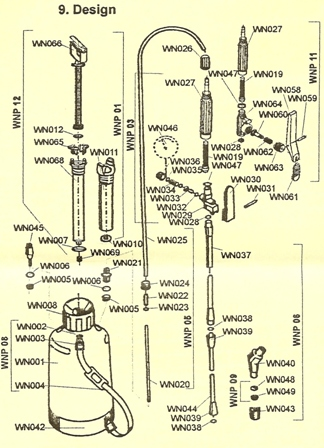 9. Design
WN066
WN026
WN027
WNP 12
WNP 01
WNP 03
WN012
WN065
WN068
WN011
WN045
WN007
WN006
WN005
WN069
WN010
WN021
WN006
WN005
WN008
WN002
WN003
WNP 08
WN001
WN004
WN042
WN046
WN036
WN035
WN034
WN033
WN032
WN029
WN028
WN025
WN024
WN022
WN023
WN020
WN027
WN047
WN019
WN064
WN060
WN058
WN059
WNP 11
WN028
WN019
WN047
WN062
WN063
WN061
WN030
WN031
WN037
WNP 06
WN038
WN039
WNP 06
WN040
WNP 09
WN048
WN049
WN043
WN044
WN039
WN038